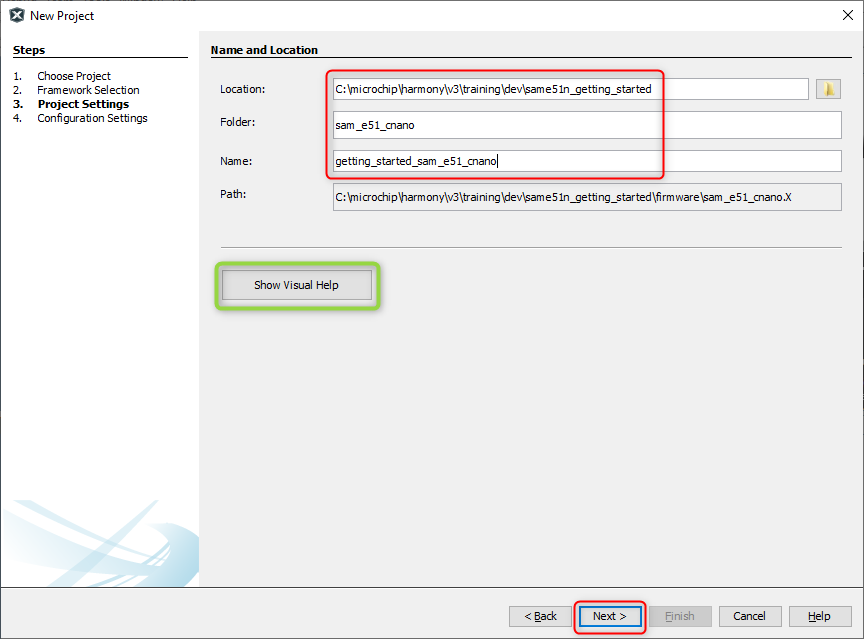 New Project
Steps
1. Choose Project
2. Framework Selection
3. Project Settings
4. Configuration Settings
Name and Location
Location: C:\microchip\harmony\v3\training\dev\same51n_getting_started
Folder: sam_e51_cnano
Name: getting_started_sam_e51_cnano
Path: C:\microchip\harmony\v3\training\dev\same51n_getting_started\firmware\sam_e51_cnano.X
Show Visual Help
< Back Next > Finish Cancel Help